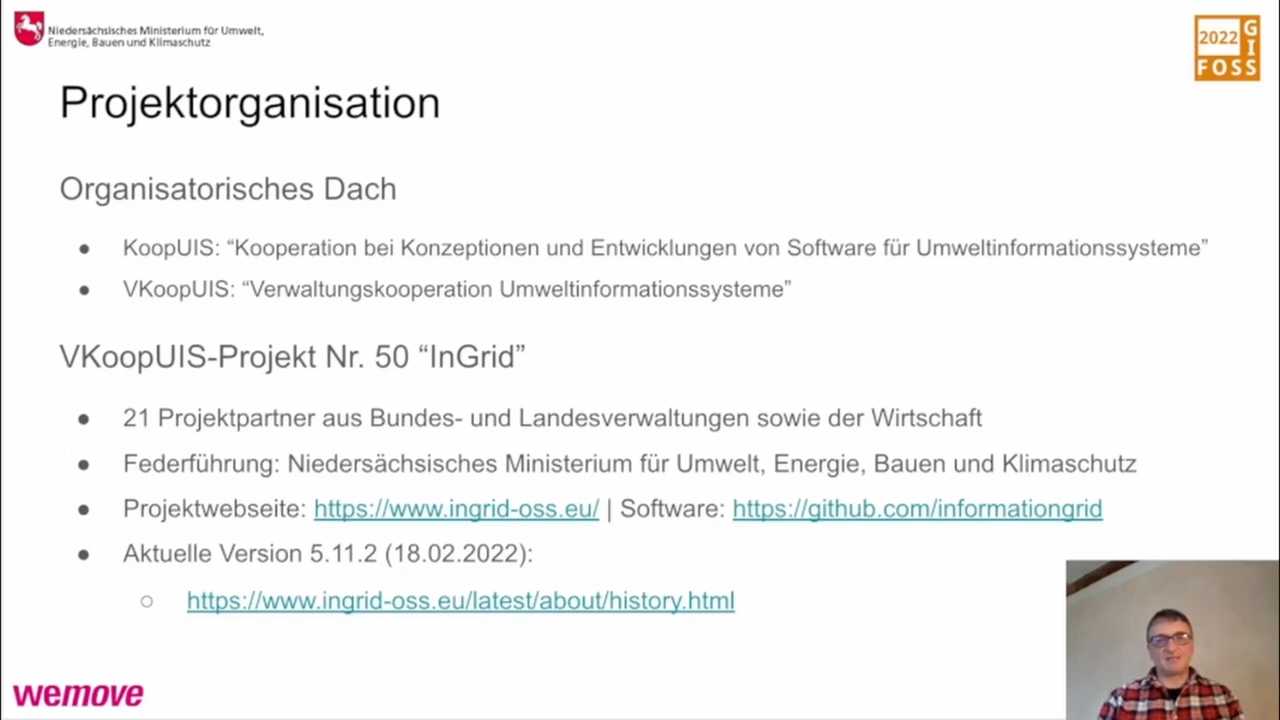 Niedersächsisches Ministerium für Umwelt,
Energie, Bauen und Klimaschutz
2022 GI
FOSS
Projektorganisation
Organisatorisches Dach
● KoopUIS: “Kooperation bei Konzeptionen und Entwicklungen von Software für Umweltinformationssysteme”
● VKoopUIS: “Verwaltungskooperation Umweltinformationssysteme”
VKoopUIS-Projekt Nr. 50 “InGrid”
● 21 Projektpartner aus Bundes- und Landesverwaltungen sowie der Wirtschaft
● Federführung: Niedersächsisches Ministerium für Umwelt, Energie, Bauen und Klimaschutz
● Projektwebseite: https://www.ingrid-oss.eu/ | Software: https://github.com/informationgrid
● Aktuelle Version 5.11.2 (18.02.2022):
○ https://www.ingrid-oss.eu/latest/about/history.html
wemove